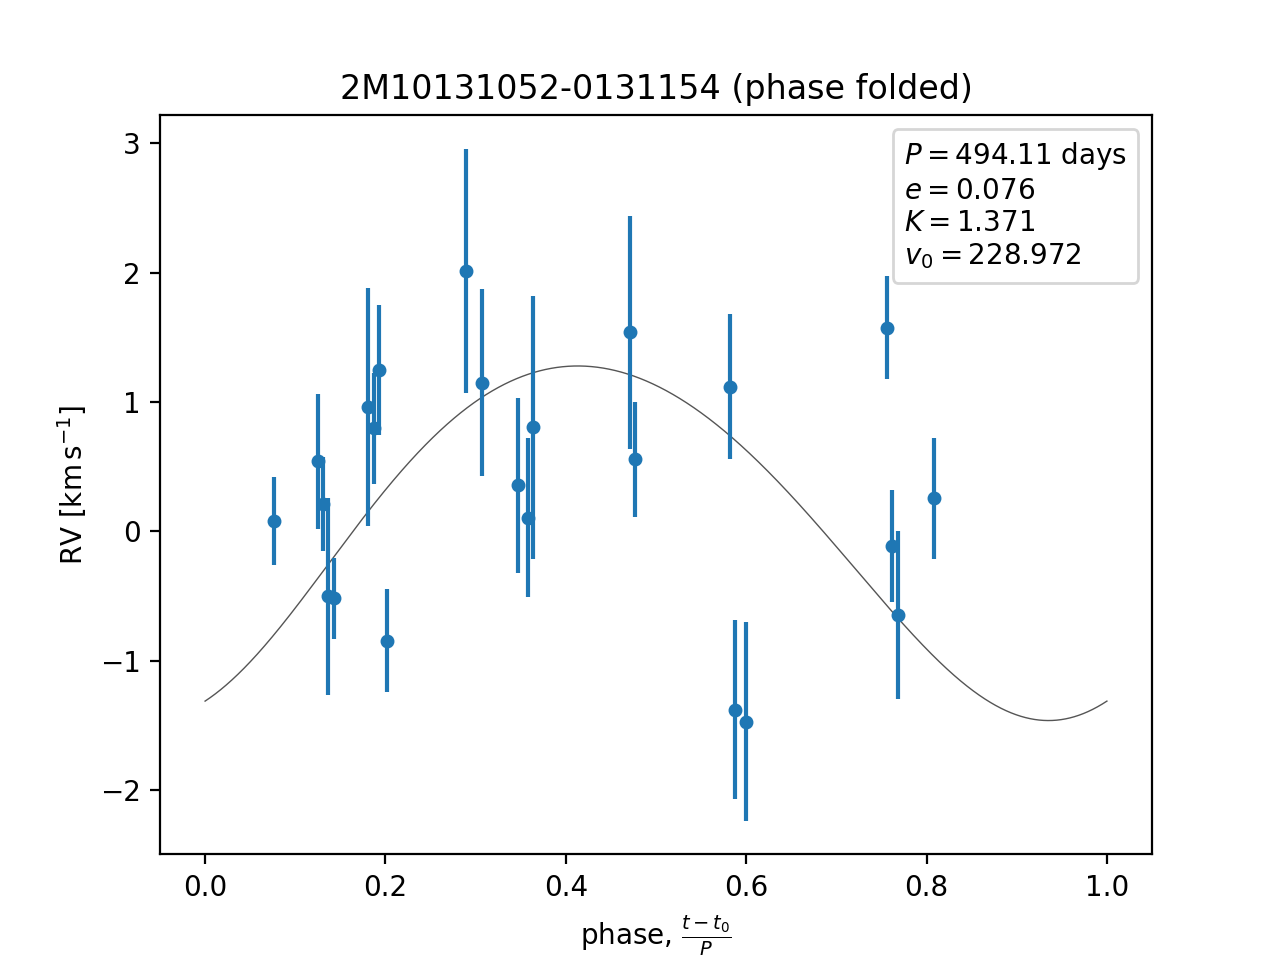 2M10131052-0131154 (phase folded)
P = 494.11 days
e = 0.076
K = 1.371
v₀ = 228.972
3
2
1
0
−1
−2
RV [km s⁻¹]
0.0 0.2 0.4 0.6 0.8 1.0
phase, (t − t₀)/P